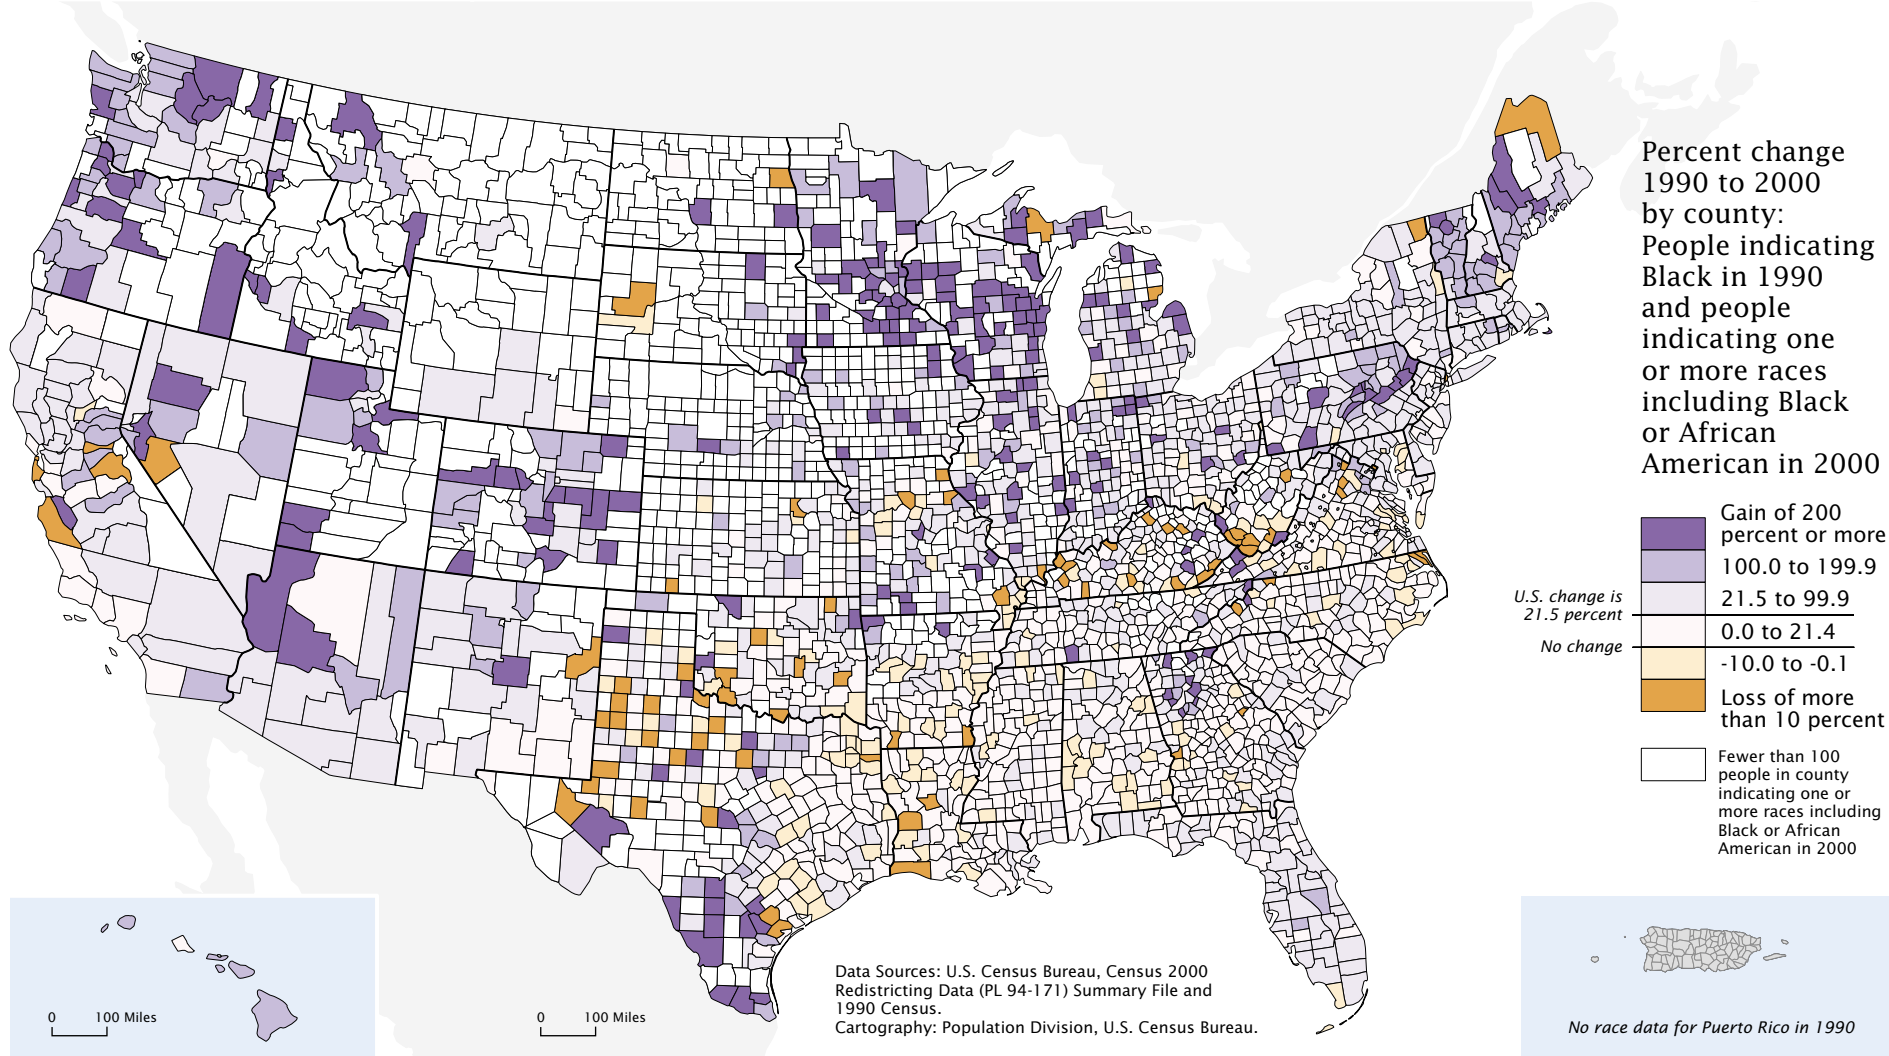 Percent change
1990 to 2000
by county:
People indicating
Black in 1990
and people
indicating one
or more races
including Black
or African
American in 2000
Gain of 200
percent or more
100.0 to 199.9
21.5 to 99.9
U.S. change is
21.5 percent
0.0 to 21.4
No change
-10.0 to -0.1
Loss of more
than 10 percent
Fewer than 100
people in county
indicating one or
more races including
Black or African
American in 2000
0 100 Miles
0 100 Miles
Data Sources: U.S. Census Bureau, Census 2000
Redistricting Data (PL 94-171) Summary File and
1990 Census.
Cartography: Population Division, U.S. Census Bureau.
No race data for Puerto Rico in 1990